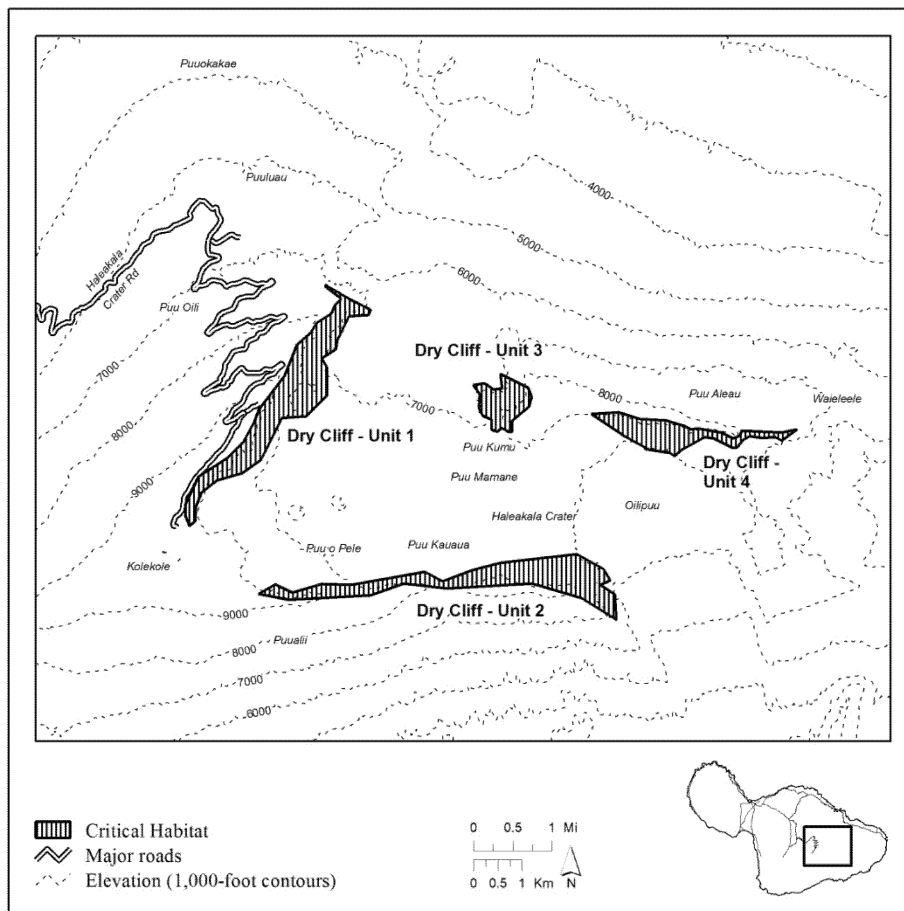 Puuokakae
Puuluau
4000
5000
6000
Haleakala
Crater Rd
Puu Oili
7000
Dry Cliff - Unit 3
8000
Puu Aleau
Waieleele
7000
8000
Dry Cliff - Unit 1
Puu Kumu
Dry Cliff -
Unit 4
9000
Puu Mamane
Haleakala Crater
Oilipuu
Kolekole
Puu o Pele
Puu Kauaua
9000
Dry Cliff - Unit 2
Puualii
8000
7000
6000
Critical Habitat
Major roads
Elevation (1,000-foot contours)
0 0.5 1 Mi
0 0.5 1 Km
N